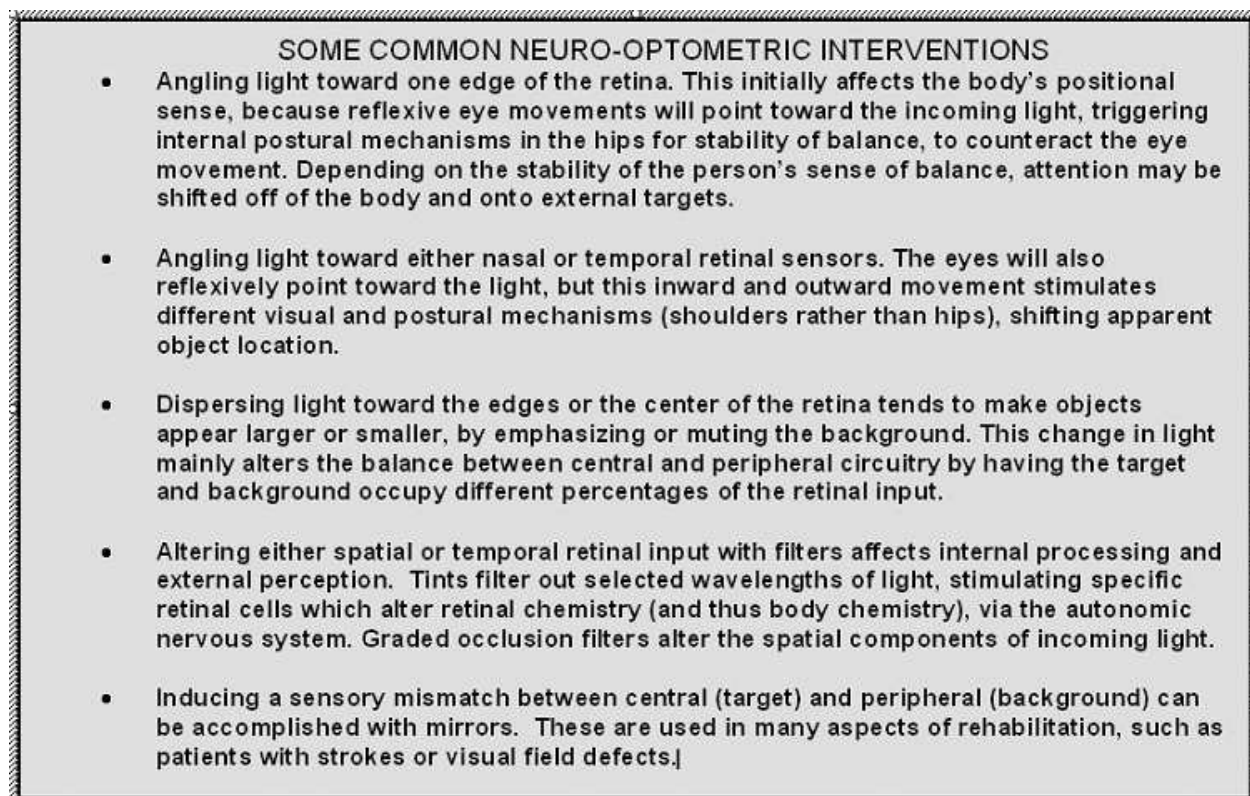 SOME COMMON NEURO-OPTOMETRIC INTERVENTIONS
• Angling light toward one edge of the retina. This initially affects the body's positional
sense, because reflexive eye movements will point toward the incoming light, triggering
internal postural mechanisms in the hips for stability of balance, to counteract the eye
movement. Depending on the stability of the person's sense of balance, attention may be
shifted off of the body and onto external targets.
• Angling light toward either nasal or temporal retinal sensors. The eyes will also
reflexively point toward the light, but this inward and outward movement stimulates
different visual and postural mechanisms (shoulders rather than hips), shifting apparent
object location.
• Dispersing light toward the edges or the center of the retina tends to make objects
appear larger or smaller, by emphasizing or muting the background. This change in light
mainly alters the balance between central and peripheral circuitry by having the target
and background occupy different percentages of the retinal input.
• Altering either spatial or temporal retinal input with filters affects internal processing and
external perception.  Tints filter out selected wavelengths of light, stimulating specific
retinal cells which alter retinal chemistry (and thus body chemistry), via the autonomic
nervous system. Graded occlusion filters alter the spatial components of incoming light.
• Inducing a sensory mismatch between central (target) and peripheral (background) can
be accomplished with mirrors.  These are used in many aspects of rehabilitation, such as
patients with strokes or visual field defects.